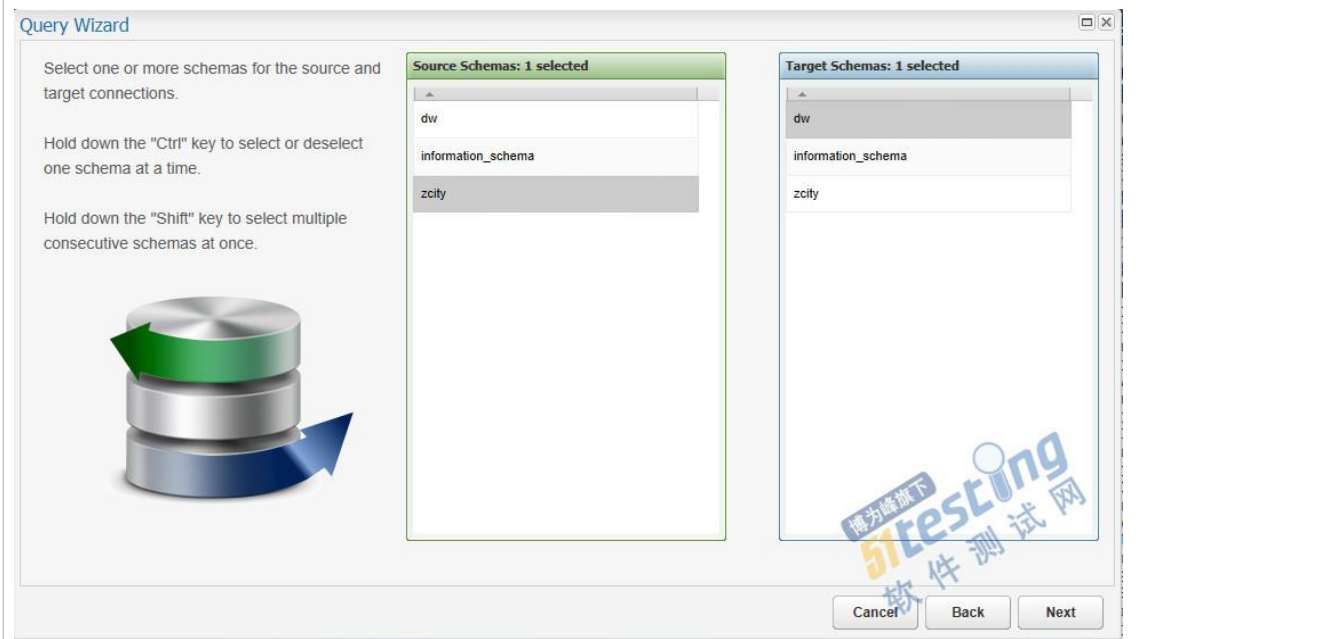 Query Wizard
Select one or more schemas for the source and
target connections.
Hold down the "Ctrl" key to select or deselect
one schema at a time.
Hold down the "Shift" key to select multiple
consecutive schemas at once.
Source Schemas: 1 selected
dw
information_schema
zcity
Target Schemas: 1 selected
dw
information_schema
zcity
博为峰旗下
51testing
软件测试网
Cancel
Back
Next